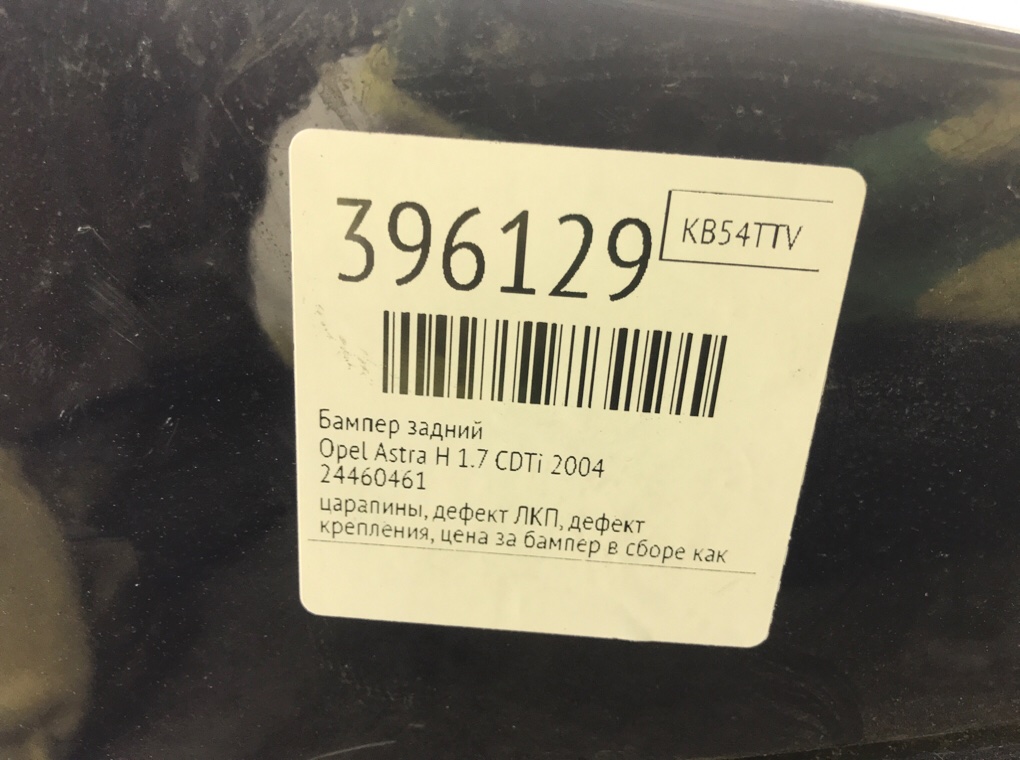 396129
KB54TTV
Бампер задний
Opel Astra H 1.7 CDTi 2004
24460461
царапины, дефект ЛКП, дефект
крепления, цена за бампер в сборе как